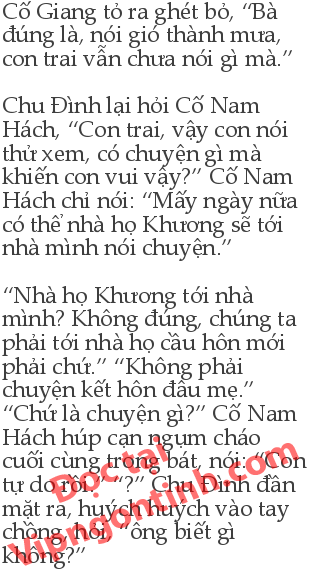 Cố Giang tỏ ra ghét bỏ, “Bà
đúng là, nói gió thành mưa,
con trai vẫn chưa nói gì mà.”
Chu Đình lại hỏi Cố Nam
Hách, “Con trai, vậy con nói
thử xem, có chuyện gì mà
khiến con vui vậy?” Cố Nam
Hách chỉ nói: “Mấy ngày nữa
có thể nhà họ Khương sẽ tới
nhà mình nói chuyện.”
“Nhà họ Khương tới nhà
mình? Không đúng, chúng ta
phải tới nhà họ cầu hôn mới
phải chứ.” “Không phải
chuyện kết hôn đâu mẹ.”
“Chứ là chuyện gì?” Cố Nam
Hách húp cạn ngụm cháo
cuối cùng trong bát, nói: “Con
tự do rồi.” “?” Chu Đình đần
mặt ra, huých huých vào tay
chồng, hỏi, “ông biết gì
không?”
Đọc tại
Vipngontinh.com